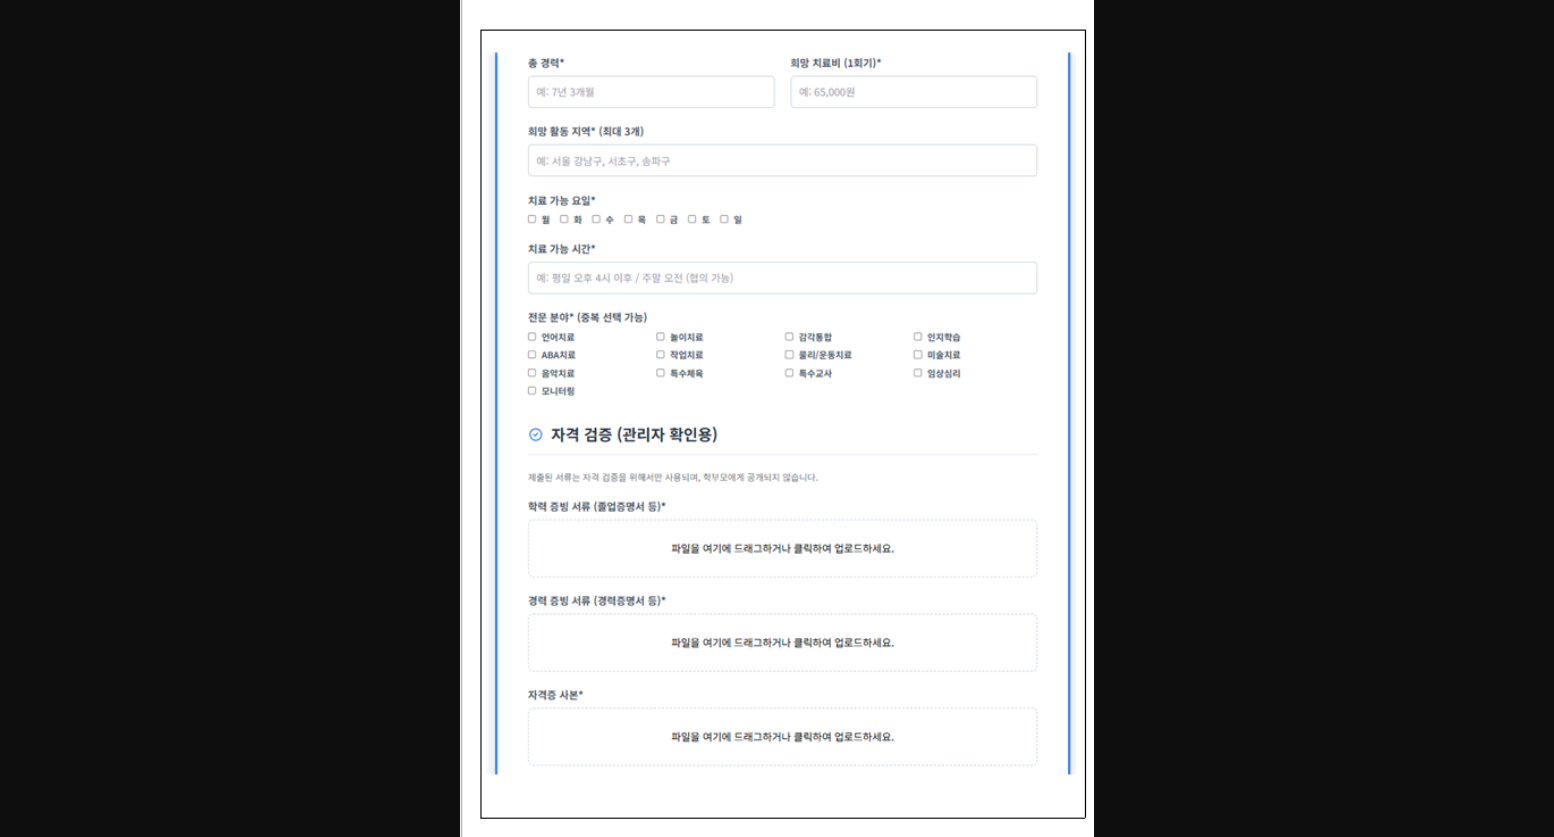 총 경력* 희망 치료비 (1회기)*
예: 7년 3개월 예: 65,000원
희망 활동 지역* (최대 3개)
예: 서울 강남구, 서초구, 송파구
치료 가능 요일*
월 화 수 목 금 토 일
치료 가능 시간*
예: 평일 오후 4시 이후 / 주말 오전 (협의 가능)
전문 분야* (중복 선택 가능)
언어치료 놀이치료 감각통합 인지학습
ABA치료 작업치료 물리/운동치료 미술치료
음악치료 특수체육 특수교사 임상심리
모니터링
자격 검증 (관리자 확인용)
제출된 서류는 자격 검증을 위해서만 사용되며, 학부모에게 공개되지 않습니다.
학력 증빙 서류 (졸업증명서 등)*
파일을 여기에 드래그하거나 클릭하여 업로드하세요.
경력 증빙 서류 (경력증명서 등)*
파일을 여기에 드래그하거나 클릭하여 업로드하세요.
자격증 사본*
파일을 여기에 드래그하거나 클릭하여 업로드하세요.